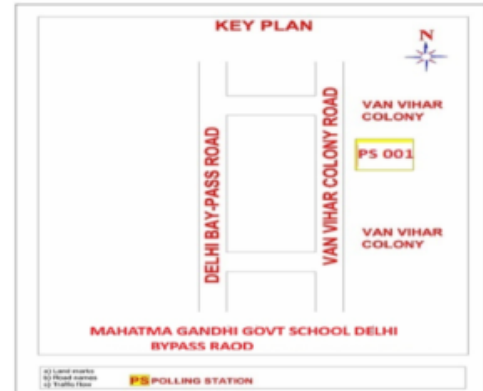 KEY PLAN
N
DELHI BAY-PASS ROAD
VAN VIHAR COLONY ROAD
VAN VIHAR
COLONY
PS 001
VAN VIHAR
COLONY
MAHATMA GANDHI GOVT SCHOOL DELHI
BYPASS RAOD
a) Land marks
b) Road names
c) Traffic flow
PS POLLING STATION